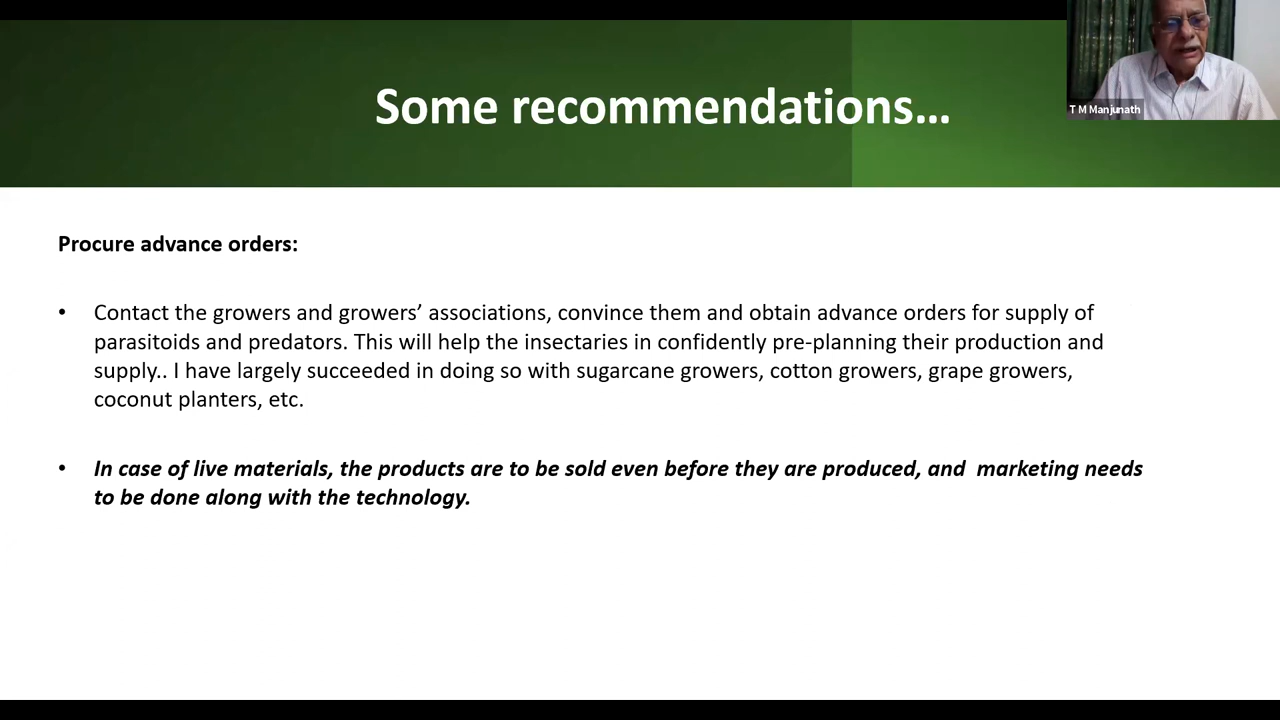 Some recommendations...
T M Manjunath
Procure advance orders:
• Contact the growers and growers’ associations, convince them and obtain advance orders for supply of
parasitoids and predators. This will help the insectaries in confidently pre-planning their production and
supply.. I have largely succeeded in doing so with sugarcane growers, cotton growers, grape growers,
coconut planters, etc.
• In case of live materials, the products are to be sold even before they are produced, and  marketing needs
to be done along with the technology.